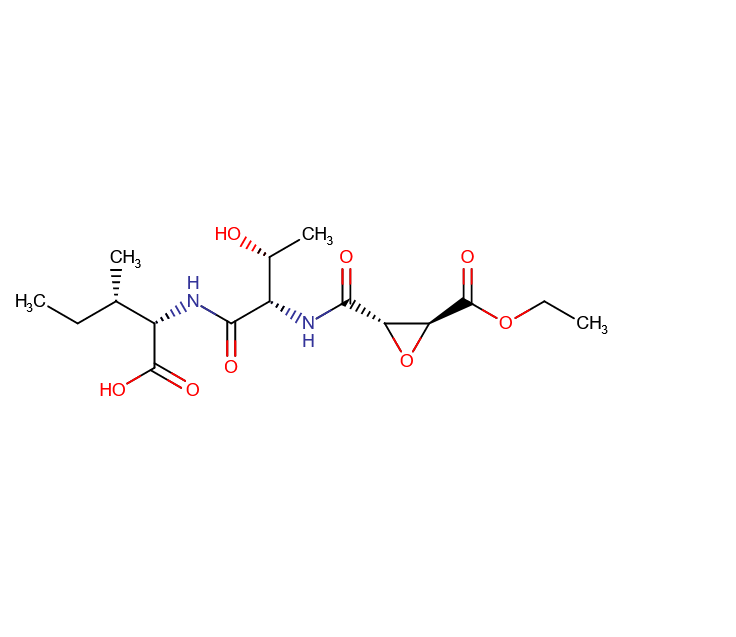 HO CH₃
CH₃ O O
H
H₃C N
N O CH₃
H
O O
HO O